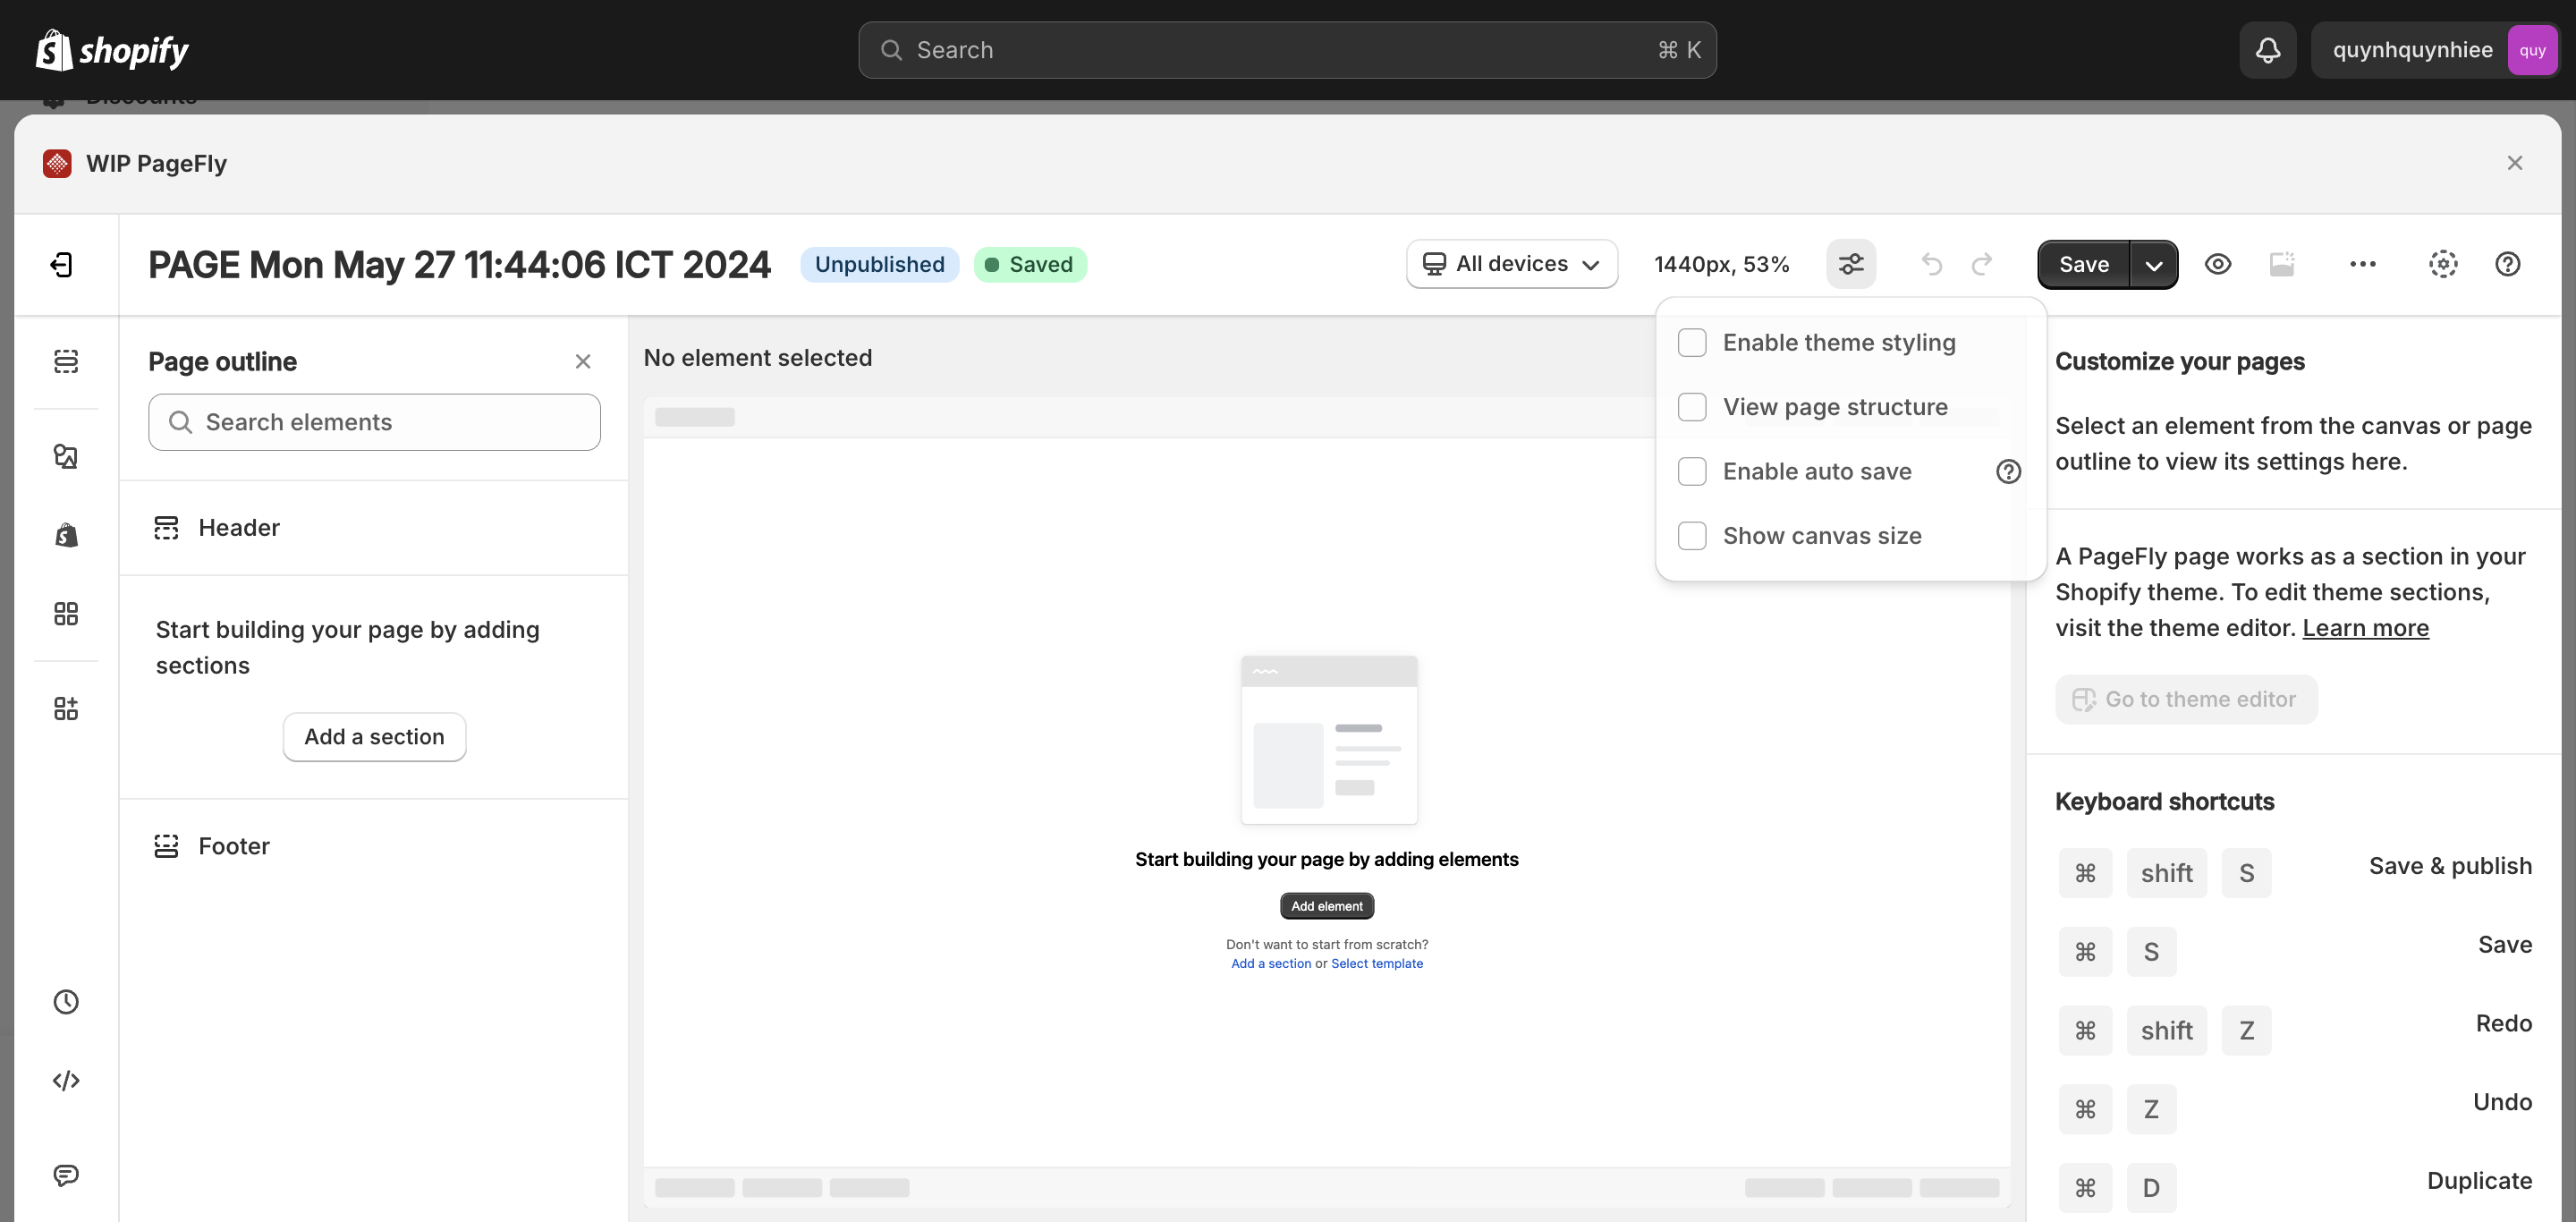 shopify
Search
⌘ K
quynhquynhiee
quy
Discounts
WIP PageFly
PAGE Mon May 27 11:44:06 ICT 2024
Unpublished
Saved
All devices
1440px, 53%
Save
Page outline
Search elements
Header
Start building your page by adding
sections
Add a section
Footer
No element selected
Enable theme styling
View page structure
Enable auto save
Show canvas size
Start building your page by adding elements
Add element
Don't want to start from scratch?
Add a section or Select template
Customize your pages
Select an element from the canvas or page
outline to view its settings here.
A PageFly page works as a section in your
Shopify theme. To edit theme sections,
visit the theme editor. Learn more
Go to theme editor
Keyboard shortcuts
⌘ shift S Save & publish
⌘ S Save
⌘ shift Z Redo
⌘ Z Undo
⌘ D Duplicate